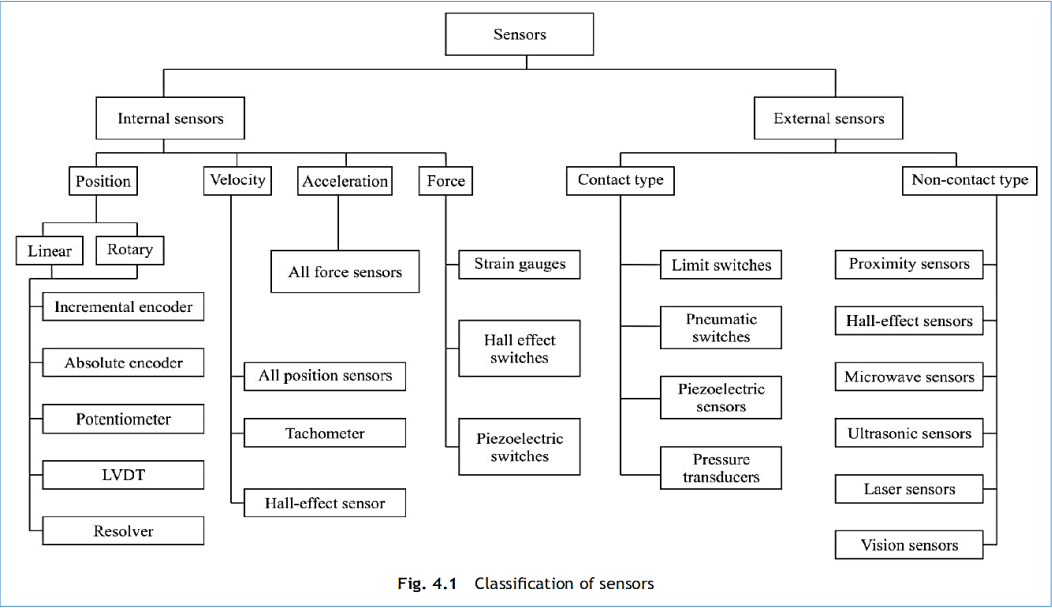 Sensors
Internal sensors
External sensors
Position
Velocity
Acceleration
Force
Contact type
Non-contact type
Linear
Rotary
Incremental encoder
Absolute encoder
Potentiometer
LVDT
Resolver
All position sensors
Tachometer
Hall-effect sensor
All force sensors
Strain gauges
Hall effect
switches
Piezoelectric
switches
Limit switches
Pneumatic
switches
Piezoelectric
sensors
Pressure
transducers
Proximity sensors
Hall-effect sensors
Microwave sensors
Ultrasonic sensors
Laser sensors
Vision sensors
Fig. 4.1 Classification of sensors